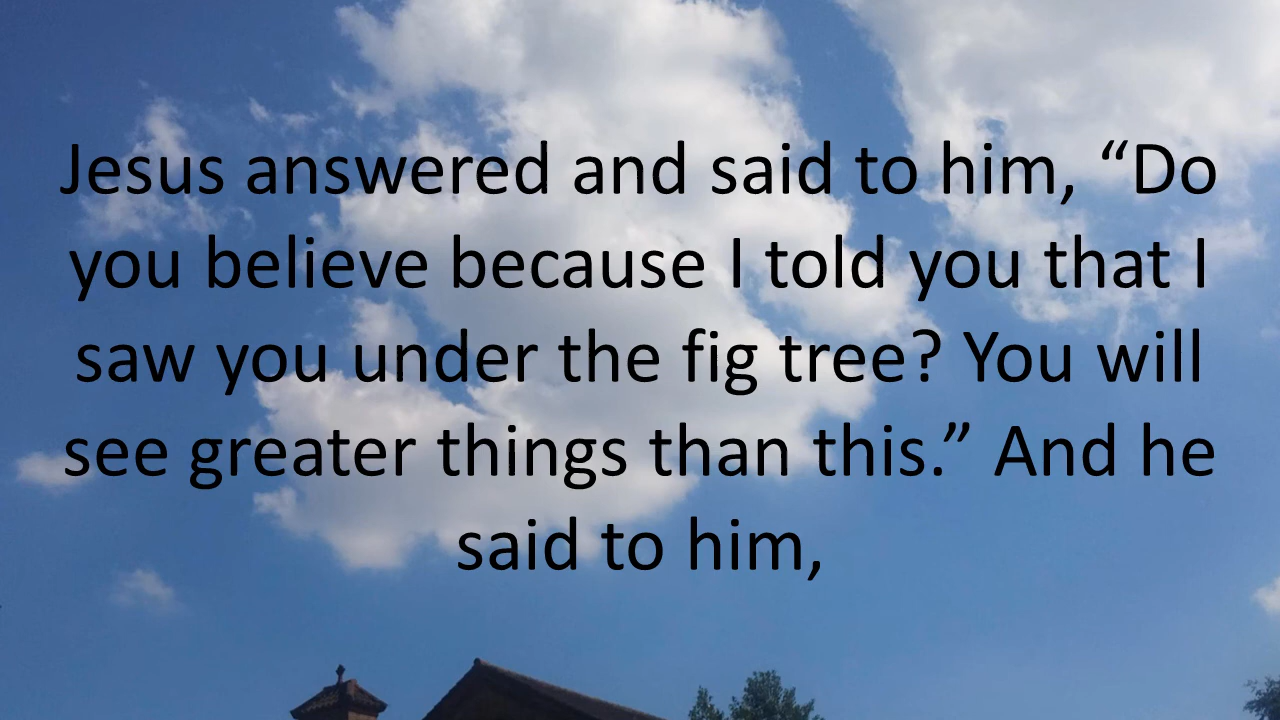 Jesus answered and said to him, “Do
you believe because I told you that I
saw you under the fig tree? You will
see greater things than this.” And he
said to him,